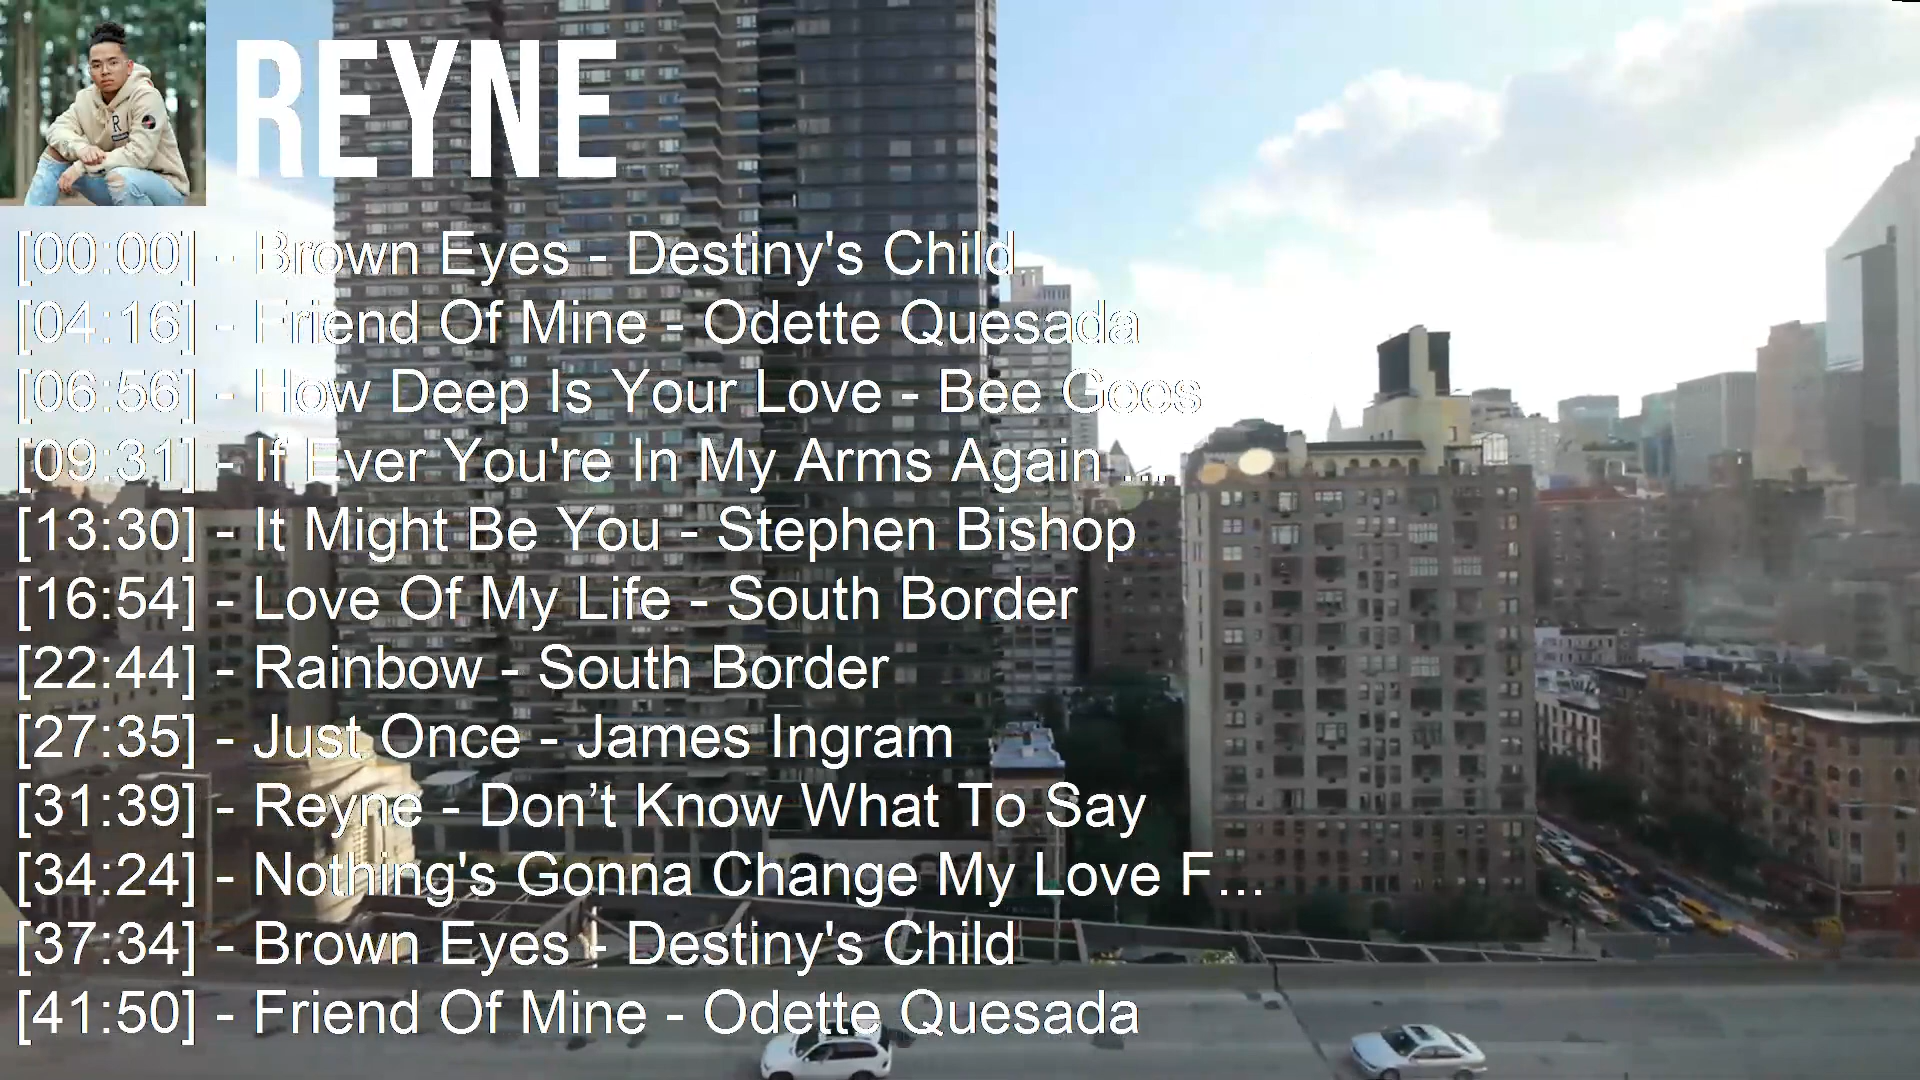 REYNE
[00:00] - Brown Eyes - Destiny's Child
[04:16] - Friend Of Mine - Odette Quesada
[06:56] - How Deep Is Your Love - Bee Gees
[09:31] - If Ever You're In My Arms Again ...
[13:30] - It Might Be You - Stephen Bishop
[16:54] - Love Of My Life - South Border
[22:44] - Rainbow - South Border
[27:35] - Just Once - James Ingram
[31:39] - Reyne - Don’t Know What To Say
[34:24] - Nothing's Gonna Change My Love F...
[37:34] - Brown Eyes - Destiny's Child
[41:50] - Friend Of Mine - Odette Quesada